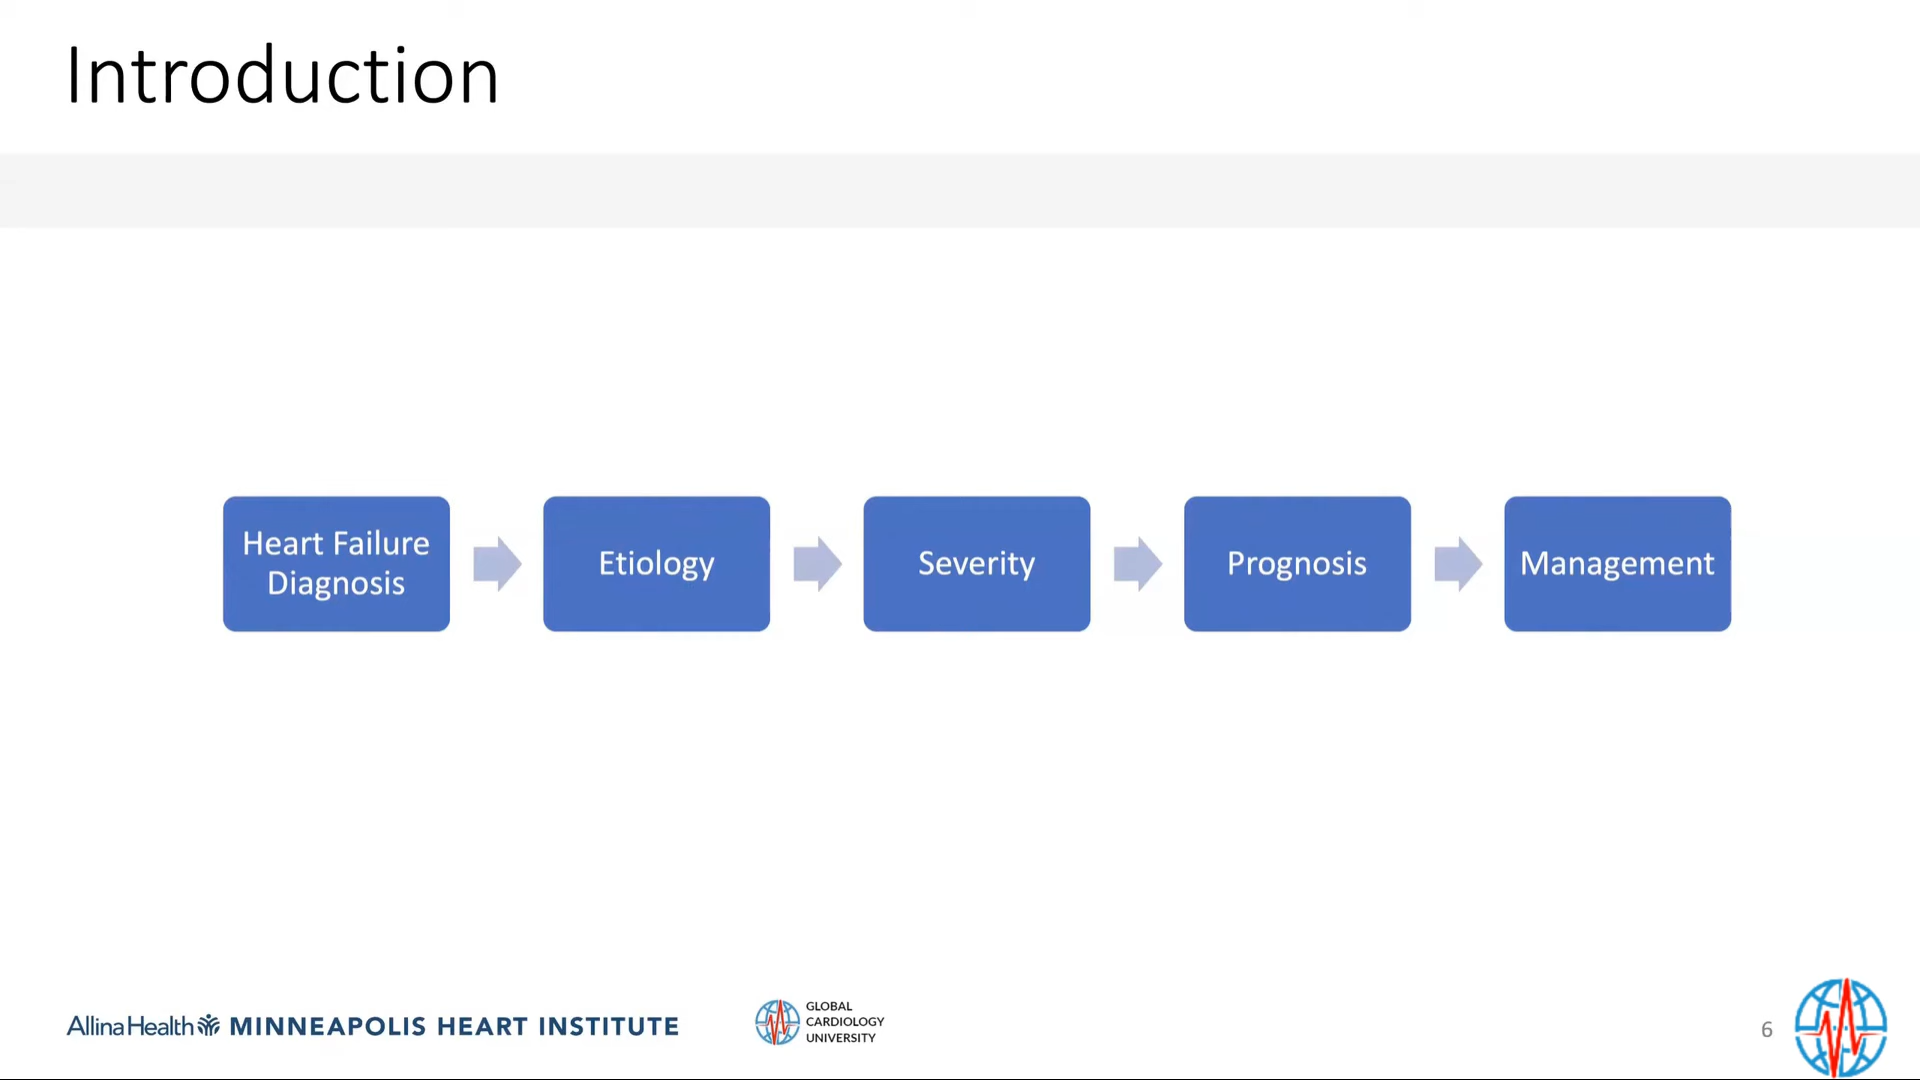 Introduction
Heart Failure
Diagnosis
Etiology
Severity
Prognosis
Management
AllinaHealth MINNEAPOLIS HEART INSTITUTE
GLOBAL
CARDIOLOGY
UNIVERSITY
6